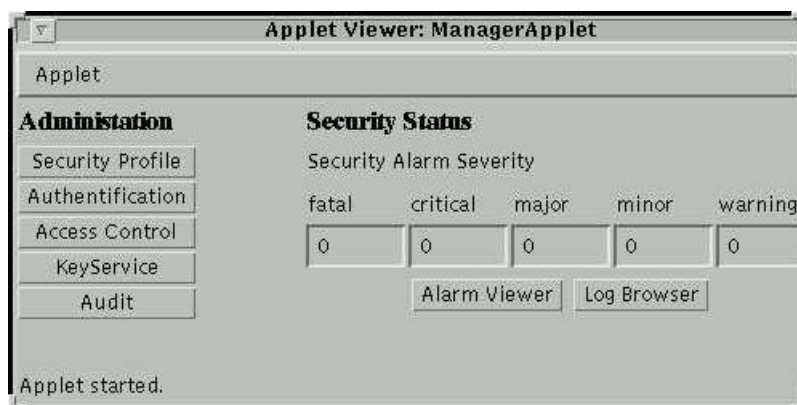 Applet Viewer: ManagerApplet
Applet
Administation
Security Profile
Authentification
Access Control
KeyService
Audit
Security Status
Security Alarm Severity
fatal critical major minor warning
0 0 0 0 0
Alarm Viewer Log Browser
Applet started.